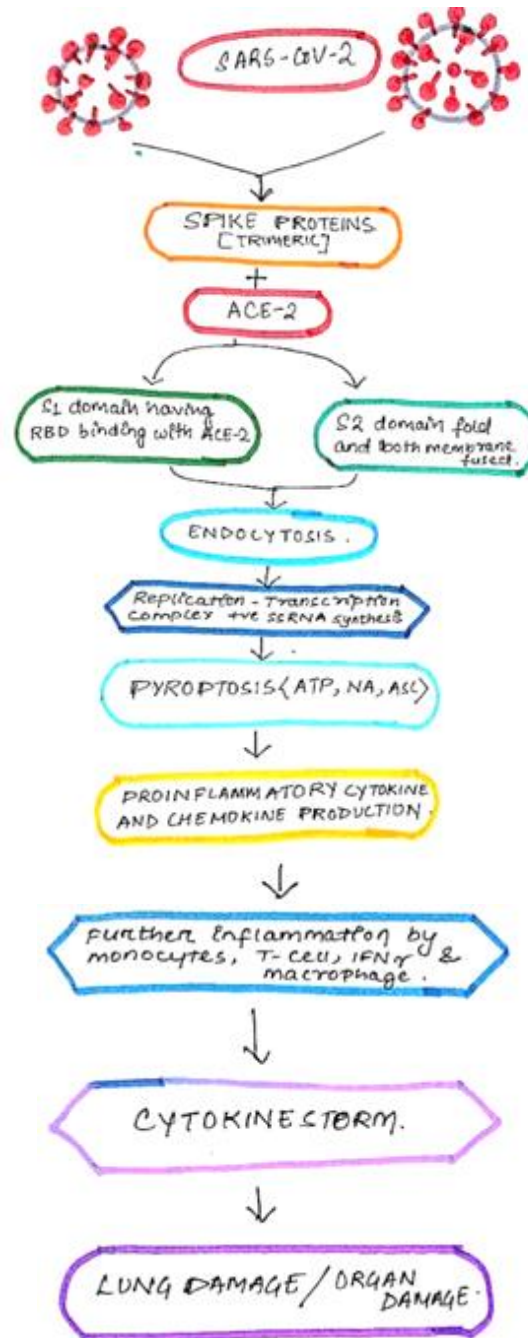 SARS-COV-2
SPIKE PROTEINS
[TRIMERIC]
+
ACE-2
S1 domain having
RBD binding with ACE-2
S2 domain fold
and both membrane
fused.
ENDOCYTOSIS.
Replication-Transcription
complex +ve SSRNA synthesis
PYROPTOSIS(ATP, NA, ASC)
PROINFLAMMATORY CYTOKINE
AND CHEMOKINE PRODUCTION.
Further inflammation by
monocytes, T-cell, IFNγ &
macrophage.
CYTOKINESTORM.
LUNG DAMAGE/ORGAN
DAMAGE.